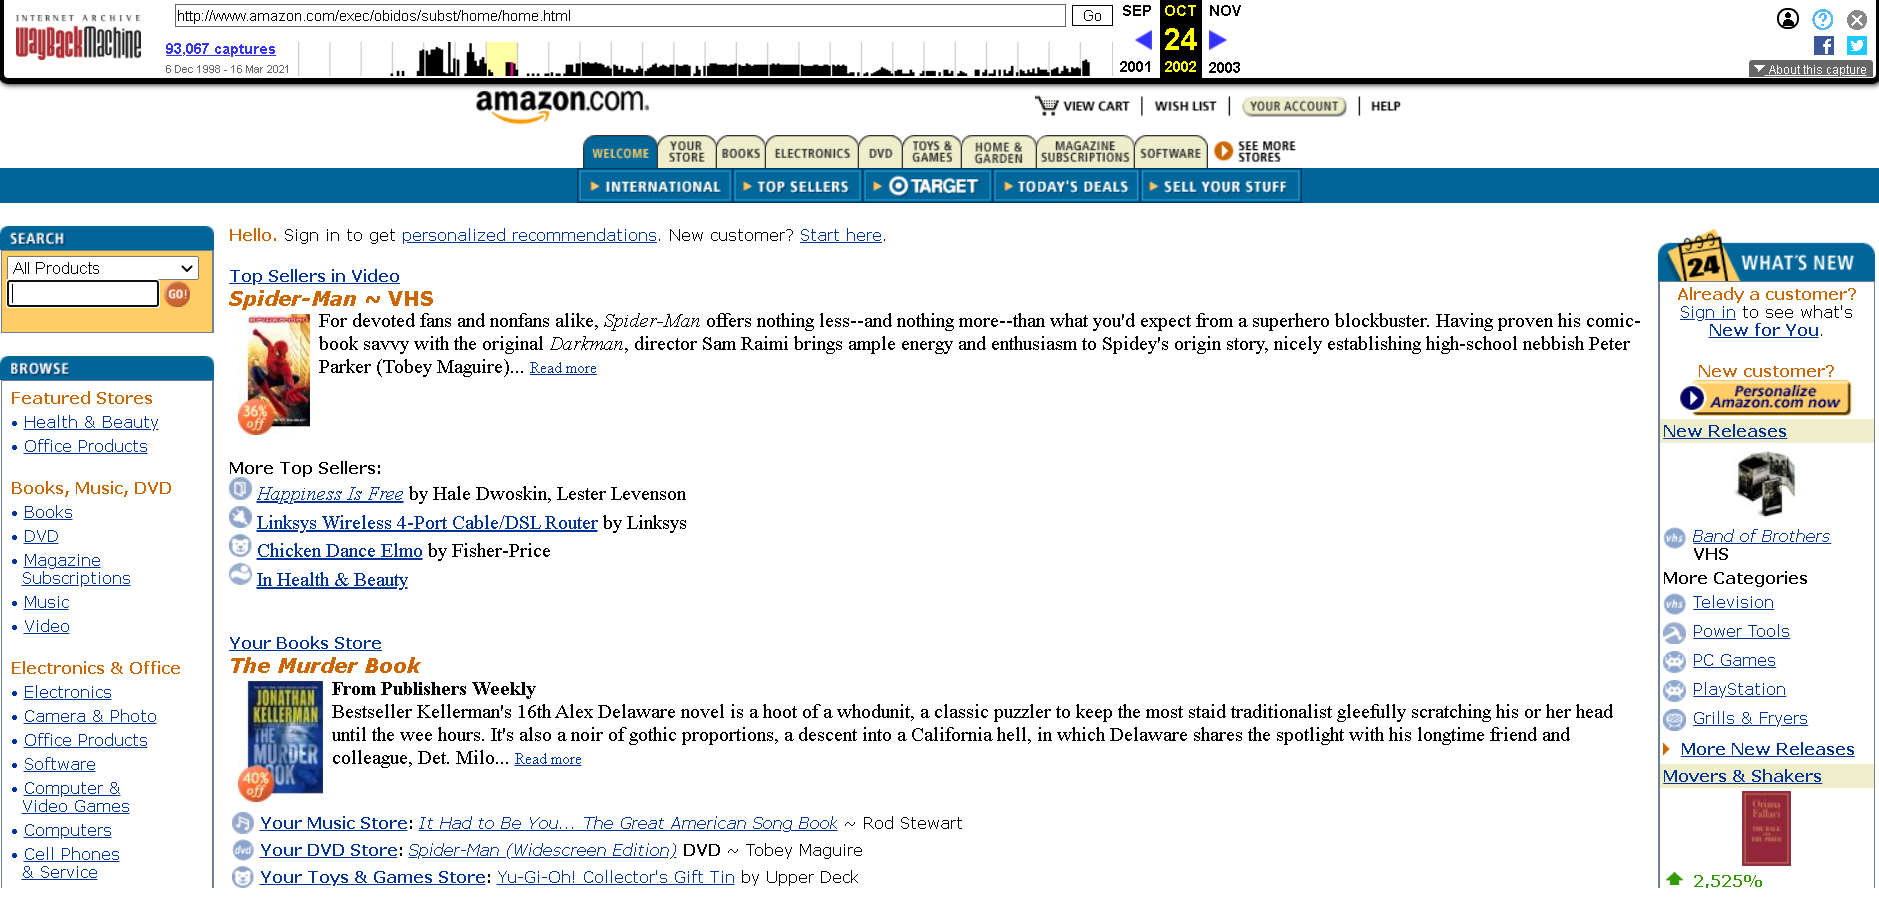 INTERNET ARCHIVE
WayBackMachine
http://www.amazon.com/exec/obidos/subst/home/home.html
Go
93,067 captures
6 Dec 1998 - 16 Mar 2021
SEP OCT NOV
24
2001 2002 2003
About this capture
amazon.com.
VIEW CART | WISH LIST | YOUR ACCOUNT | HELP
WELCOME
YOUR STORE
BOOKS
ELECTRONICS
DVD
TOYS & GAMES
HOME & GARDEN
MAGAZINE SUBSCRIPTIONS
SOFTWARE
SEE MORE STORES
INTERNATIONAL
TOP SELLERS
TARGET
TODAY'S DEALS
SELL YOUR STUFF
SEARCH
All Products
GO!
BROWSE
Featured Stores
• Health & Beauty
• Office Products
Books, Music, DVD
• Books
• DVD
• Magazine
Subscriptions
• Music
• Video
Electronics & Office
• Electronics
• Camera & Photo
• Office Products
• Software
• Computer &
Video Games
• Computers
• Cell Phones
& Service
Hello. Sign in to get personalized recommendations. New customer? Start here.
Top Sellers in Video
Spider-Man ~ VHS
SPIDER-MAN
36% off
For devoted fans and nonfans alike, Spider-Man offers nothing less--and nothing more--than what you'd expect from a superhero blockbuster. Having proven his comic-
book savvy with the original Darkman, director Sam Raimi brings ample energy and enthusiasm to Spidey's origin story, nicely establishing high-school nebbish Peter
Parker (Tobey Maguire)... Read more
More Top Sellers:
Happiness Is Free by Hale Dwoskin, Lester Levenson
Linksys Wireless 4-Port Cable/DSL Router by Linksys
Chicken Dance Elmo by Fisher-Price
In Health & Beauty
Your Books Store
The Murder Book
JONATHAN
KELLERMAN
THE
MURDER
BOOK
40% off
From Publishers Weekly
Bestseller Kellerman's 16th Alex Delaware novel is a hoot of a whodunit, a classic puzzler to keep the most staid traditionalist gleefully scratching his or her head
until the wee hours. It's also a noir of gothic proportions, a descent into a California hell, in which Delaware shares the spotlight with his longtime friend and
colleague, Det. Milo... Read more
Your Music Store: It Had to Be You... The Great American Song Book ~ Rod Stewart
dvd Your DVD Store: Spider-Man (Widescreen Edition) DVD ~ Tobey Maguire
Your Toys & Games Store: Yu-Gi-Oh! Collector's Gift Tin by Upper Deck
24 WHAT'S NEW
Already a customer?
Sign in to see what's
New for You.
New customer?
Personalize
Amazon.com now
New Releases
vhs Band of Brothers
VHS
More Categories
vhs Television
Power Tools
PC Games
PlayStation
Grills & Fryers
More New Releases
Movers & Shakers
Oriana
Fallaci
THE RAGE
AND
THE PRIDE
2,525%